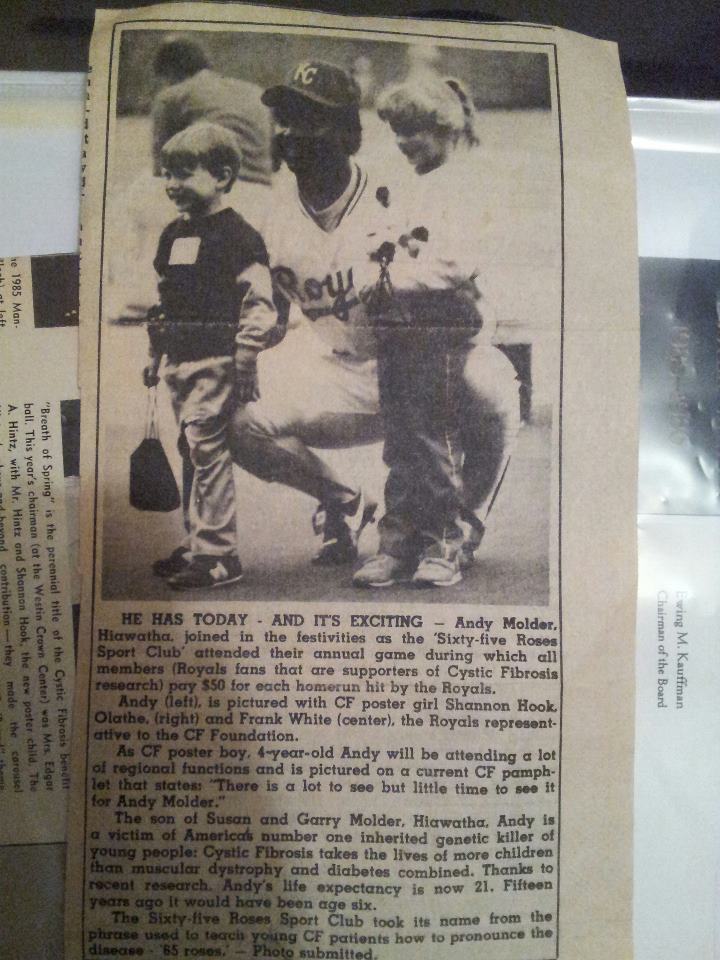 KC
Roy
HE HAS TODAY - AND IT'S EXCITING — Andy Molder,
Hiawatha, joined in the festivities as the 'Sixty-five Roses
Sport Club' attended their annual game during which all
members (Royals fans that are supporters of Cystic Fibrosis
research) pay $50 for each homerun hit by the Royals.
Andy (left), is pictured with CF poster girl Shannon Hook,
Olathe, (right) and Frank White (center), the Royals represent-
ative to the CF Foundation.
As CF poster boy, 4-year-old Andy will be attending a lot
of regional functions and is pictured on a current CF pamph-
let that states: "There is a lot to see but little time to see it
for Andy Molder."
The son of Susan and Garry Molder, Hiawatha, Andy is
a victim of America's number one inherited genetic killer of
young people: Cystic Fibrosis takes the lives of more children
than muscular dystrophy and diabetes combined. Thanks to
recent research, Andy's life expectancy is now 21. Fifteen
years ago it would have been age six.
The Sixty-five Roses Sport Club took its name from the
phrase used to teach young CF patients how to pronounce the
disease - '65 roses.' — Photo submitted.
he 1985 Man-
at left
"Breath of Spring" is the perennial title of the Cystic Fibrosis benefit
ball. This year's chairman (at the Westin Crown Center) was Mrs. Edgar
A. Hintz, with Mr. Hintz and Shannon Hook, the new poster child. The
contribution — they made the carousel
Ewing M. Kauffman
Chairman of the Board